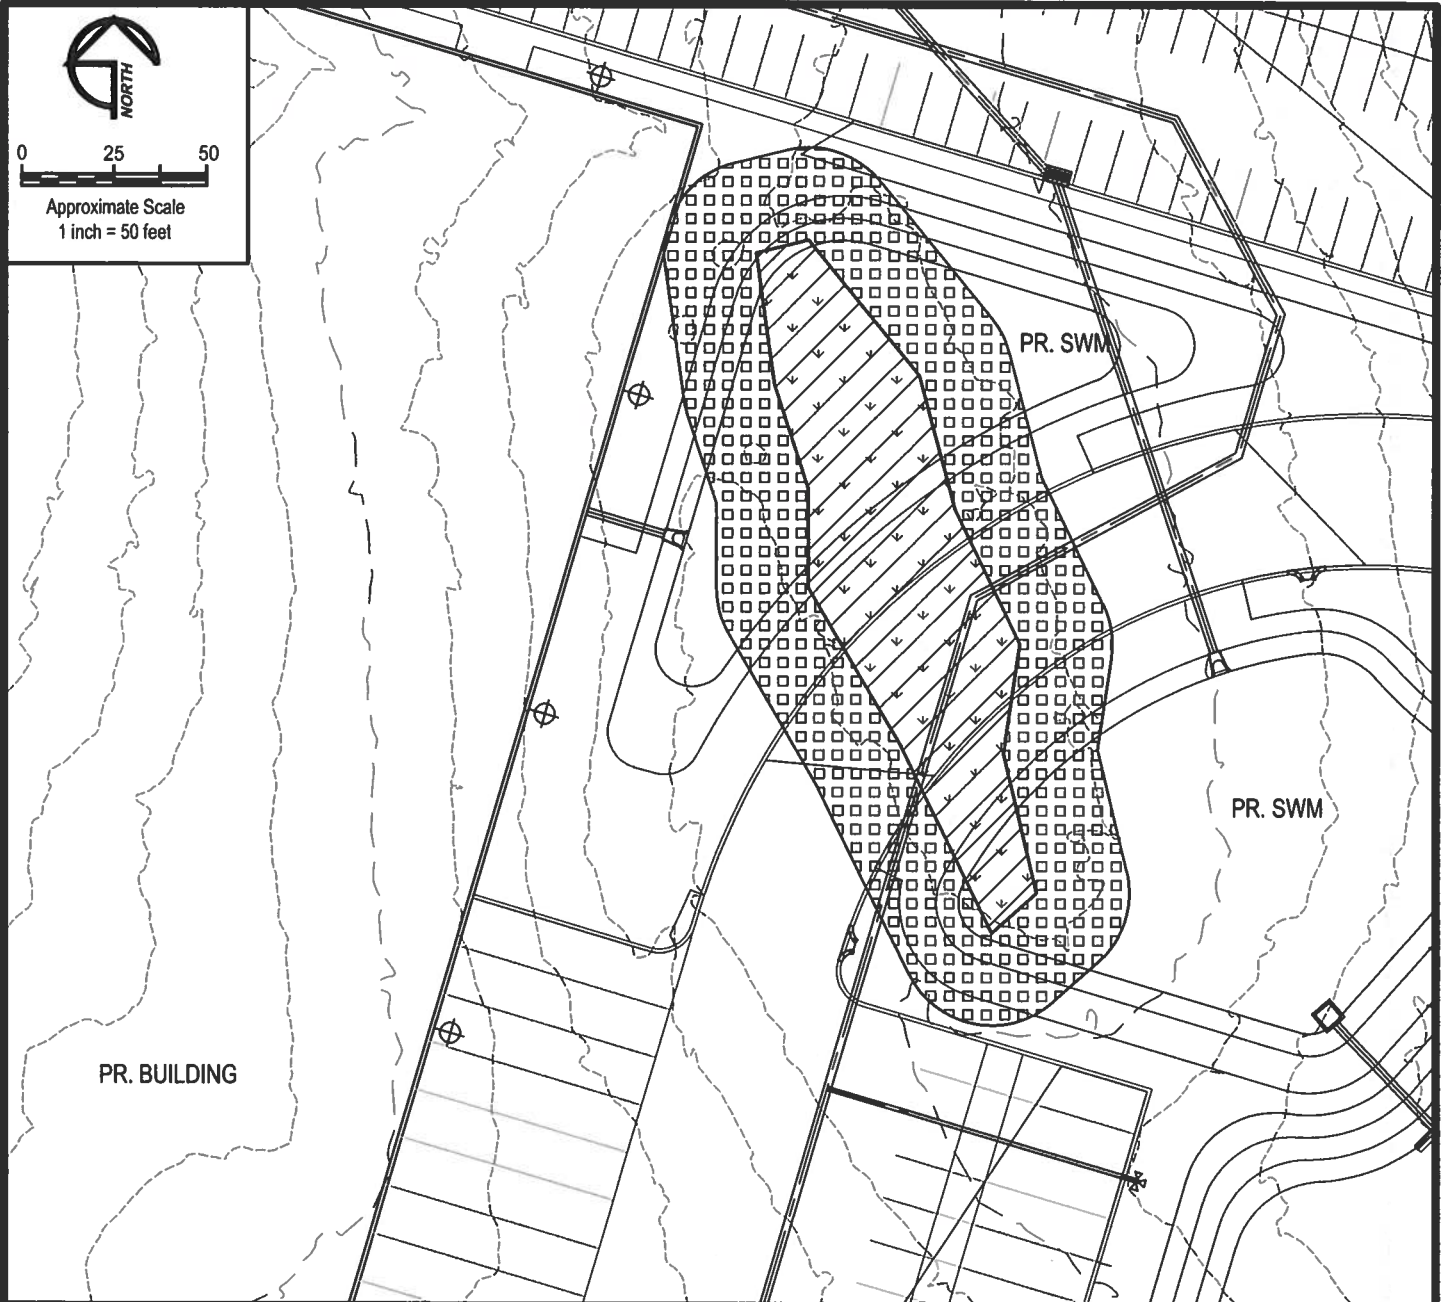 NORTH
0 25 50
Approximate Scale
1 inch = 50 feet
PR. SWM
PR. SWM
PR. BUILDING